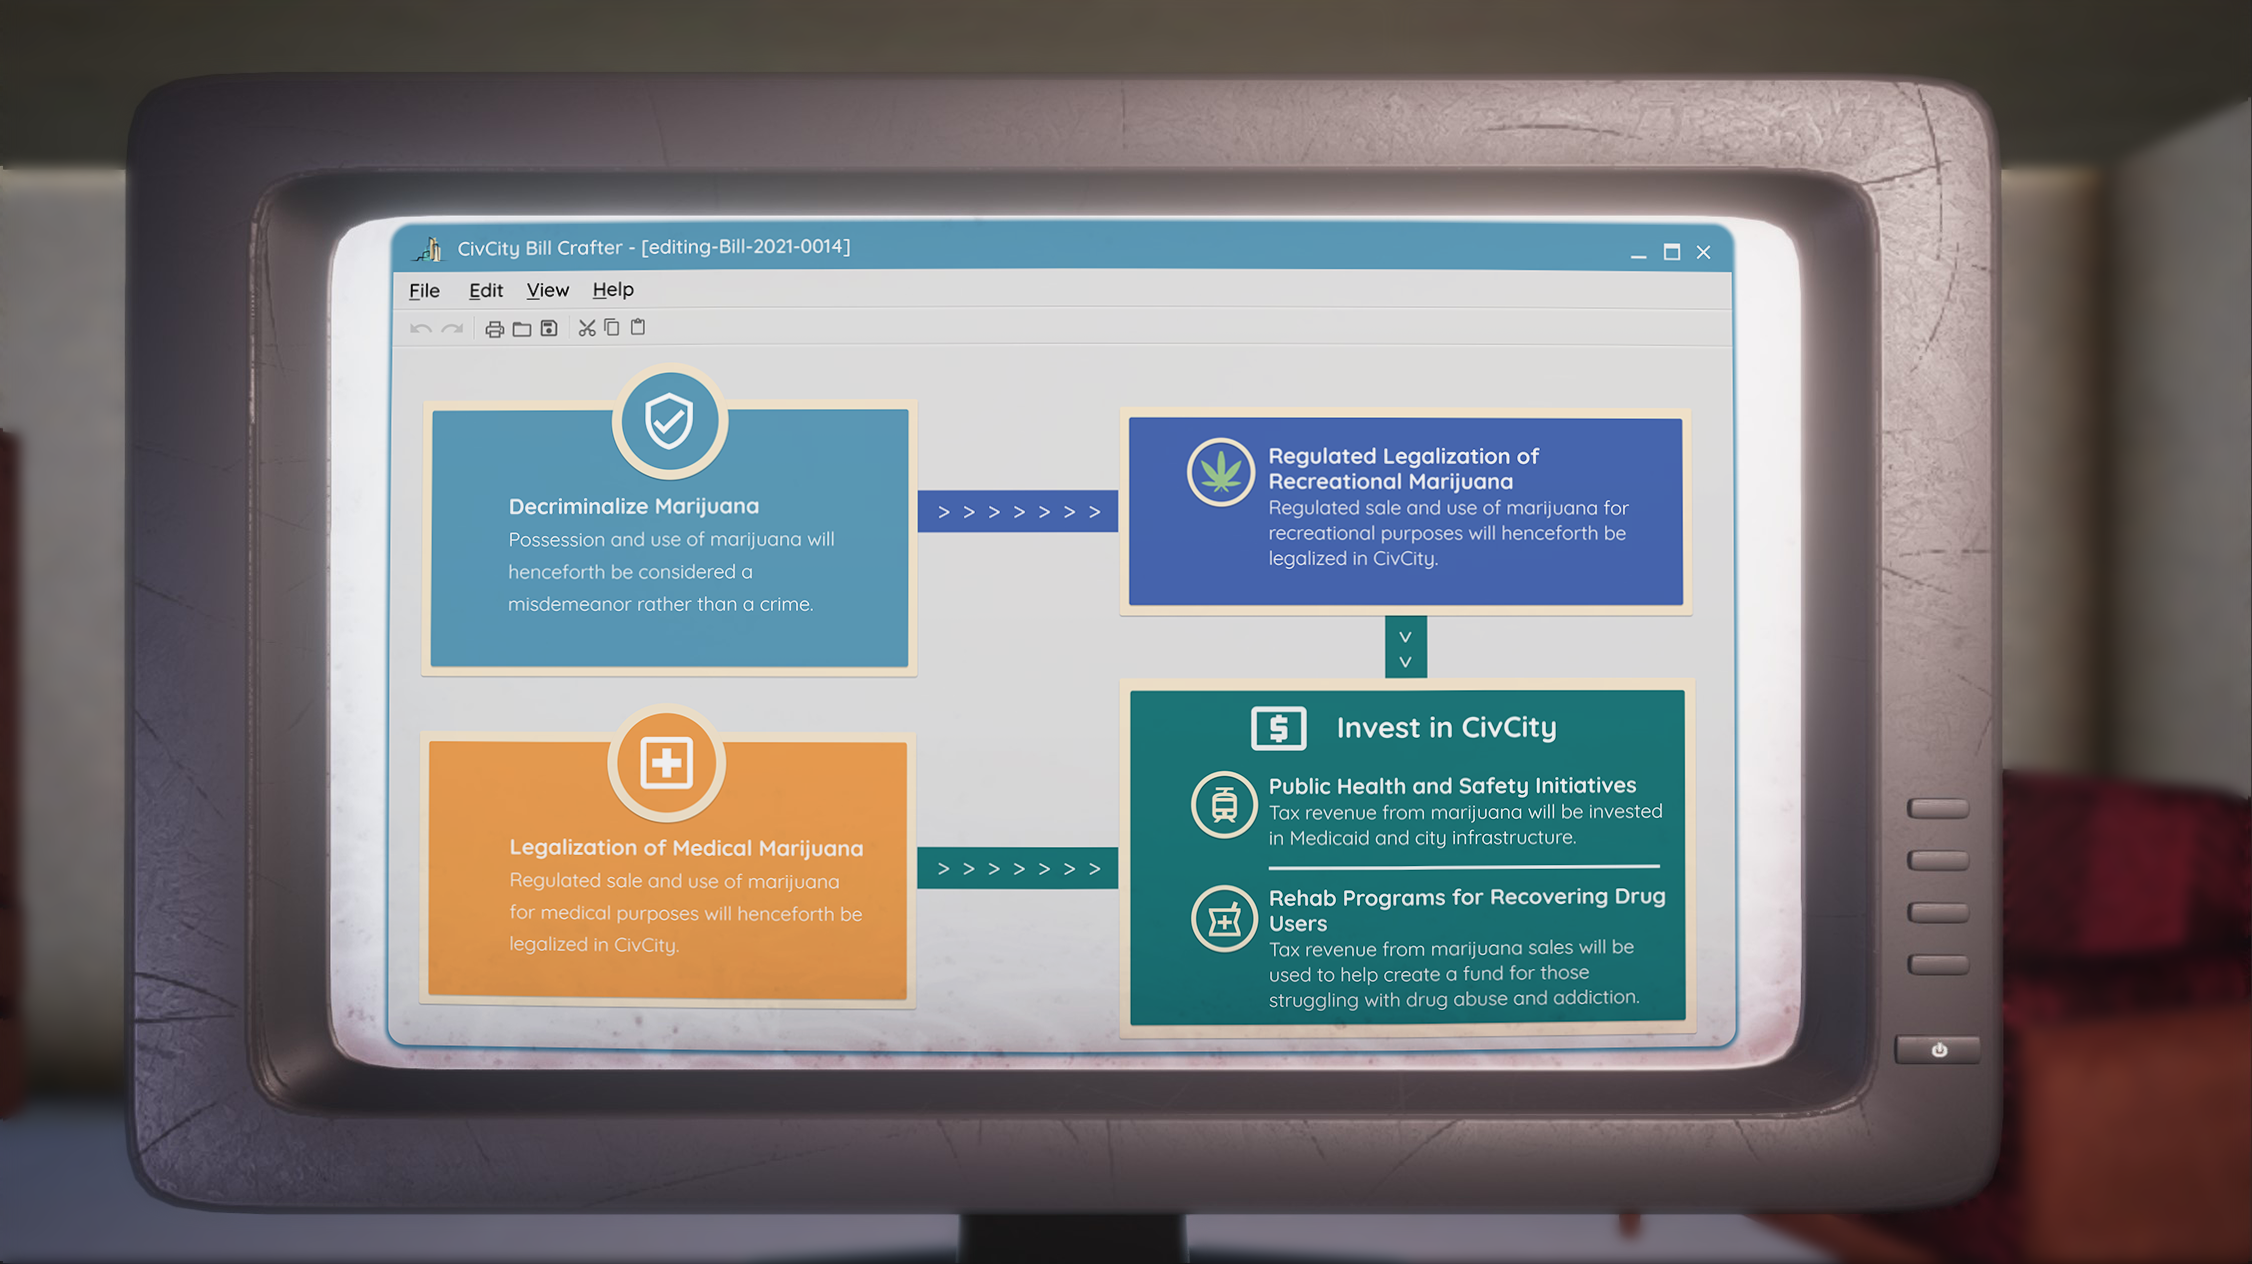 CivCity Bill Crafter - [editing-Bill-2021-0014]
File Edit View Help
Decriminalize Marijuana
Possession and use of marijuana will
henceforth be considered a
misdemeanor rather than a crime.
> > > > > > >
Regulated Legalization of
Recreational Marijuana
Regulated sale and use of marijuana for
recreational purposes will henceforth be
legalized in CivCity.
Legalization of Medical Marijuana
Regulated sale and use of marijuana
for medical purposes will henceforth be
legalized in CivCity.
> > > > > > >
$ Invest in CivCity
Public Health and Safety Initiatives
Tax revenue from marijuana will be invested
in Medicaid and city infrastructure.
Rehab Programs for Recovering Drug
Users
Tax revenue from marijuana sales will be
used to help create a fund for those
struggling with drug abuse and addiction.